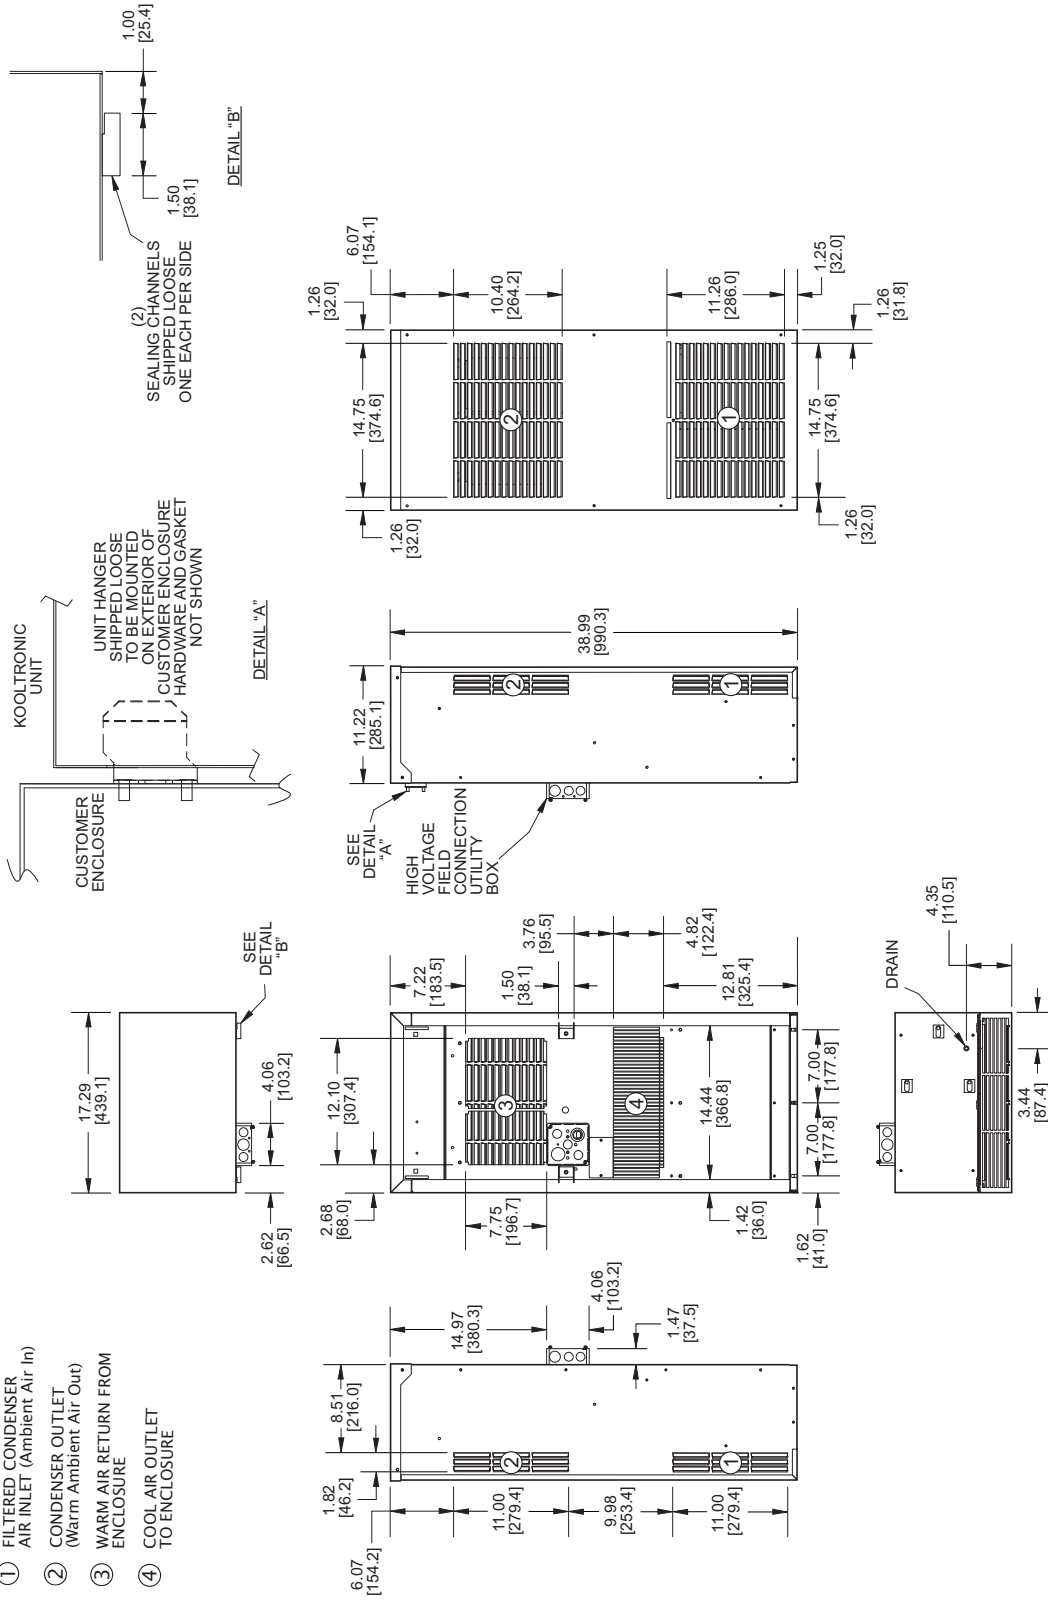 ① FILTERED CONDENSER
AIR INLET (Ambient Air In)
② CONDENSER OUTLET
(Warm Ambient Air Out)
③ WARM AIR RETURN FROM
ENCLOSURE
④ COOL AIR OUTLET
TO ENCLOSURE
17.29
[439.1]
2.62
[66.5]
4.06
[103.2]
SEE
DETAIL
"B"
CUSTOMER
ENCLOSURE
KOOLTRONIC
UNIT
UNIT HANGER
SHIPPED LOOSE
TO BE MOUNTED
ON EXTERIOR OF
CUSTOMER ENCLOSURE
HARDWARE AND GASKET
NOT SHOWN
DETAIL "A"
(2)
SEALING CHANNELS
SHIPPED LOOSE
ONE EACH PER SIDE
1.50
[38.1]
1.00
[25.4]
DETAIL "B"
6.07
[154.2]
1.82
[46.2]
8.51
[216.0]
14.97
[380.3]
11.00
[279.4]
9.98
[253.4]
11.00
[279.4]
4.06
[103.2]
1.47
[37.5]
②
①
2.68
[68.0]
12.10
[307.4]
7.22
[183.5]
7.75
[196.7]
1.50
[38.1]
3.76
[95.5]
4.82
[122.4]
12.81
[325.4]
③
④
14.44
[366.8]
1.42
[36.0]
1.62
[41.0]
7.00
[177.8]
7.00
[177.8]
SEE
DETAIL
"A"
HIGH
VOLTAGE
FIELD
CONNECTION
UTILITY
BOX
11.22
[285.1]
38.99
[990.3]
②
①
1.26
[32.0]
14.75
[374.6]
1.26
[32.0]
6.07
[154.1]
10.40
[264.2]
11.26
[286.0]
1.25
[32.0]
②
①
1.26
[32.0]
14.75
[374.6]
1.26
[31.8]
DRAIN
4.35
[110.5]
3.44
[87.4]